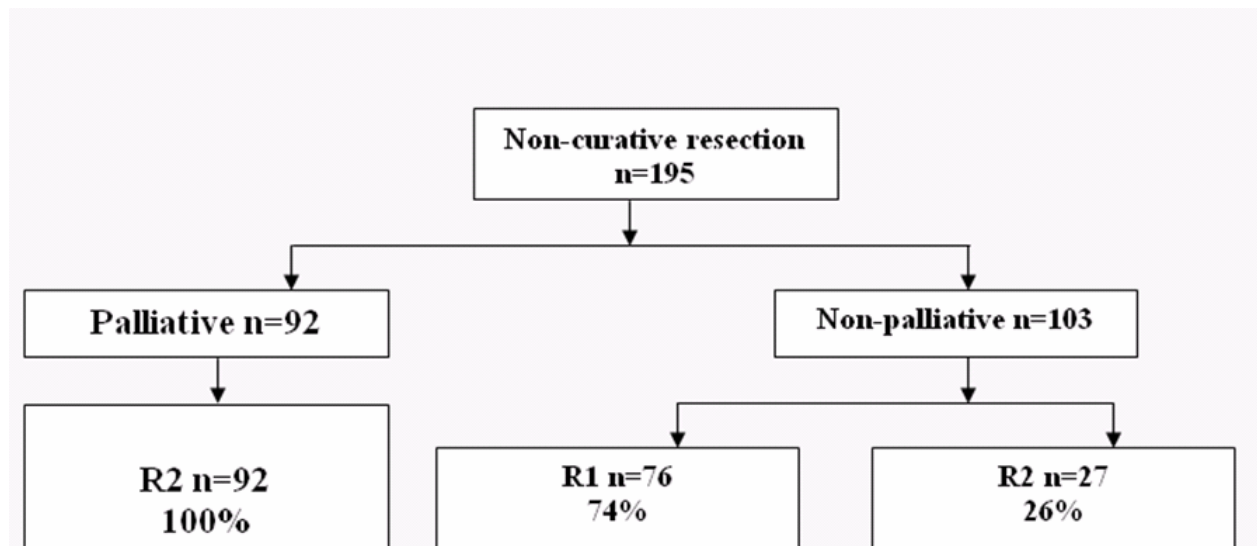 Non-curative resection
n=195
Palliative n=92
Non-palliative n=103
R2 n=92
100%
R1 n=76
74%
R2 n=27
26%